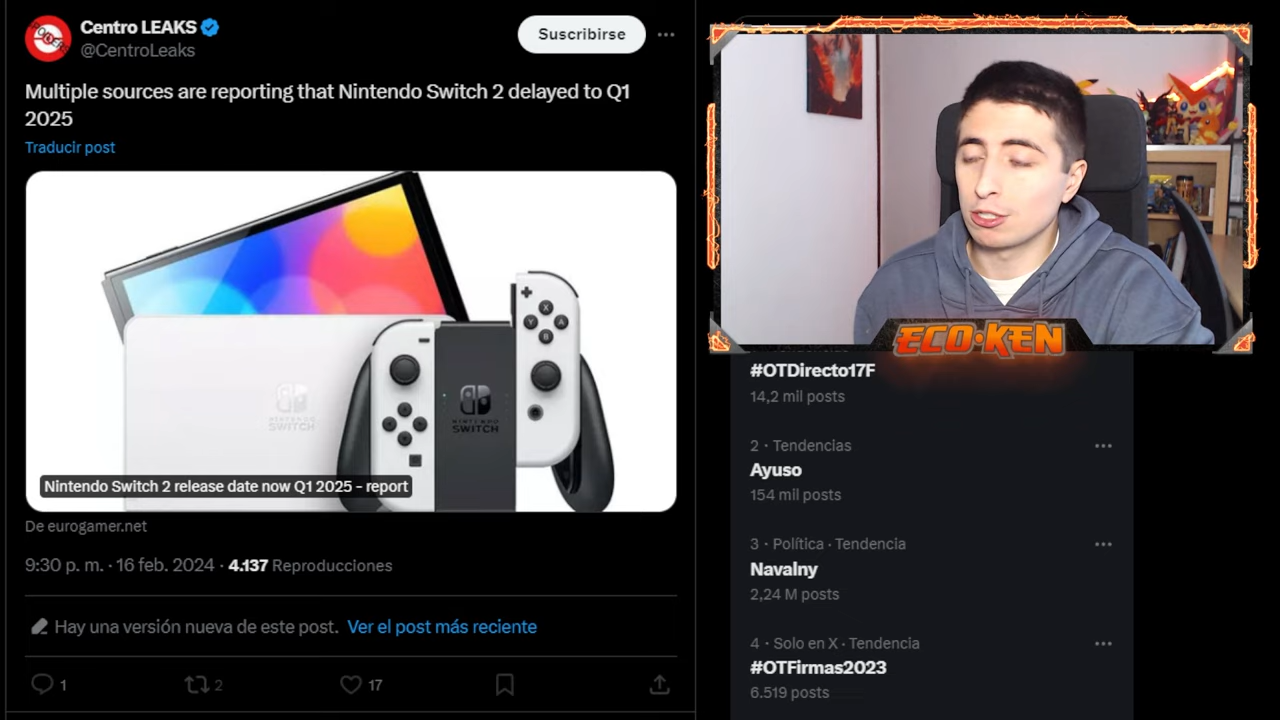 Centro LEAKS
@CentroLeaks
Suscribirse
Multiple sources are reporting that Nintendo Switch 2 delayed to Q1
2025
Traducir post
NINTENDO
SWITCH
NINTENDO
SWITCH
X
Y
A
B
Nintendo Switch 2 release date now Q1 2025 - report
De eurogamer.net
9:30 p. m. · 16 feb. 2024 · 4.137 Reproducciones
Hay una versión nueva de este post. Ver el post más reciente
1
2
17
ECO·KEN
#OTDirecto17F
14,2 mil posts
2 · Tendencias
Ayuso
154 mil posts
3 · Política · Tendencia
Navalny
2,24 M posts
4 · Solo en X · Tendencia
#OTFirmas2023
6.519 posts